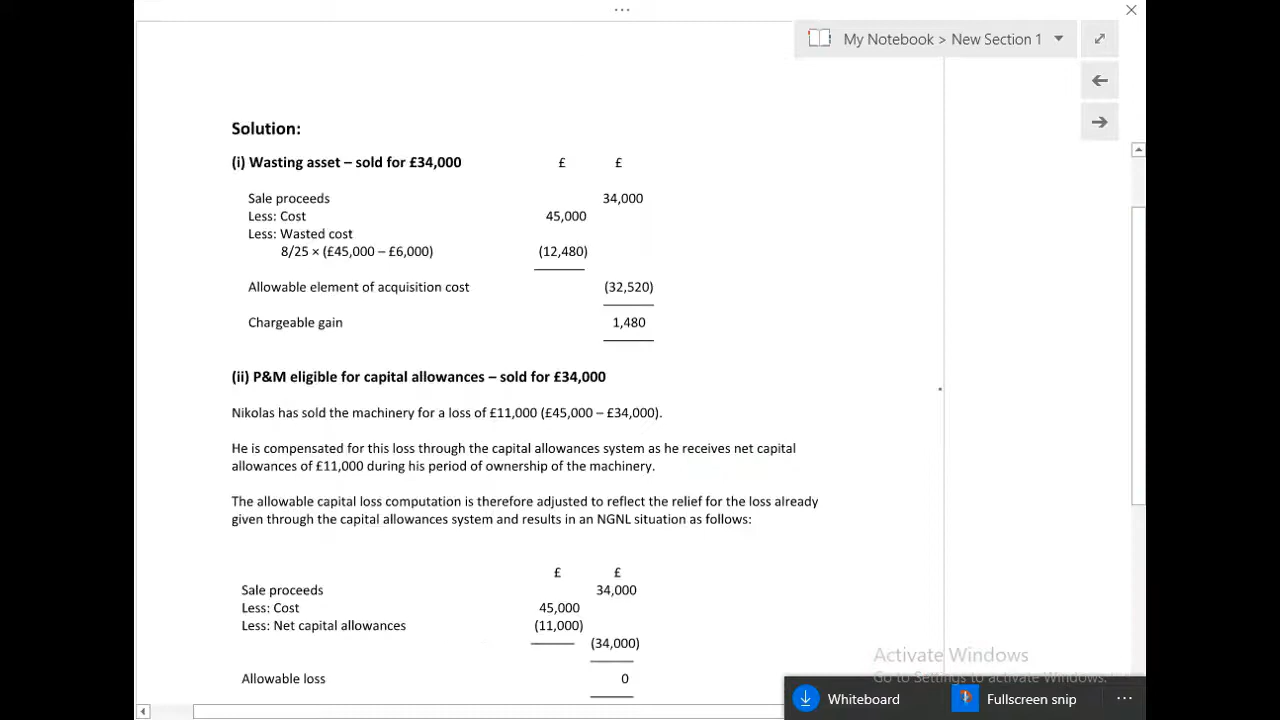 My Notebook > New Section 1
Solution:
(i) Wasting asset – sold for £34,000 £ £
Sale proceeds 34,000
Less: Cost 45,000
Less: Wasted cost
8/25 × (£45,000 – £6,000) (12,480)
Allowable element of acquisition cost (32,520)
Chargeable gain 1,480
(ii) P&M eligible for capital allowances – sold for £34,000
Nikolas has sold the machinery for a loss of £11,000 (£45,000 – £34,000).
He is compensated for this loss through the capital allowances system as he receives net capital
allowances of £11,000 during his period of ownership of the machinery.
The allowable capital loss computation is therefore adjusted to reflect the relief for the loss already
given through the capital allowances system and results in an NGNL situation as follows:
£ £
Sale proceeds 34,000
Less: Cost 45,000
Less: Net capital allowances (11,000)
(34,000)
Allowable loss 0
Activate Windows
Go to Settings to activate Windows.
Whiteboard Fullscreen snip